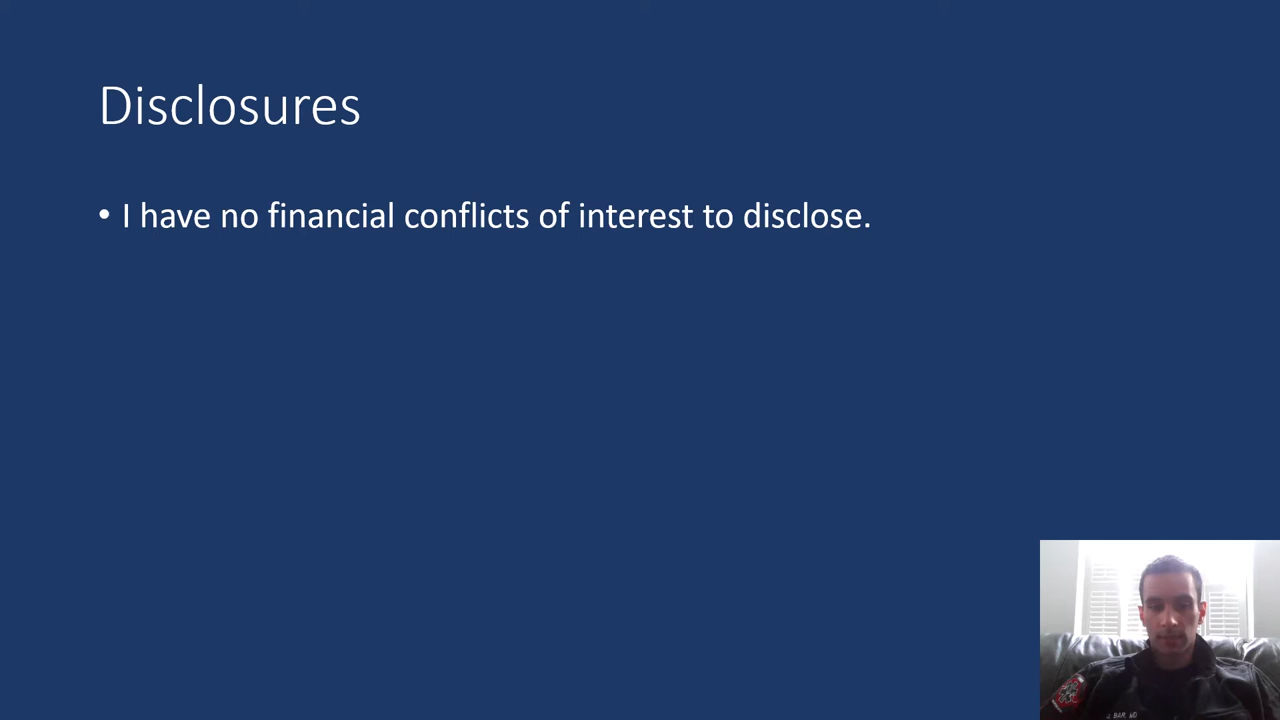 Disclosures
• I have no financial conflicts of interest to disclose.